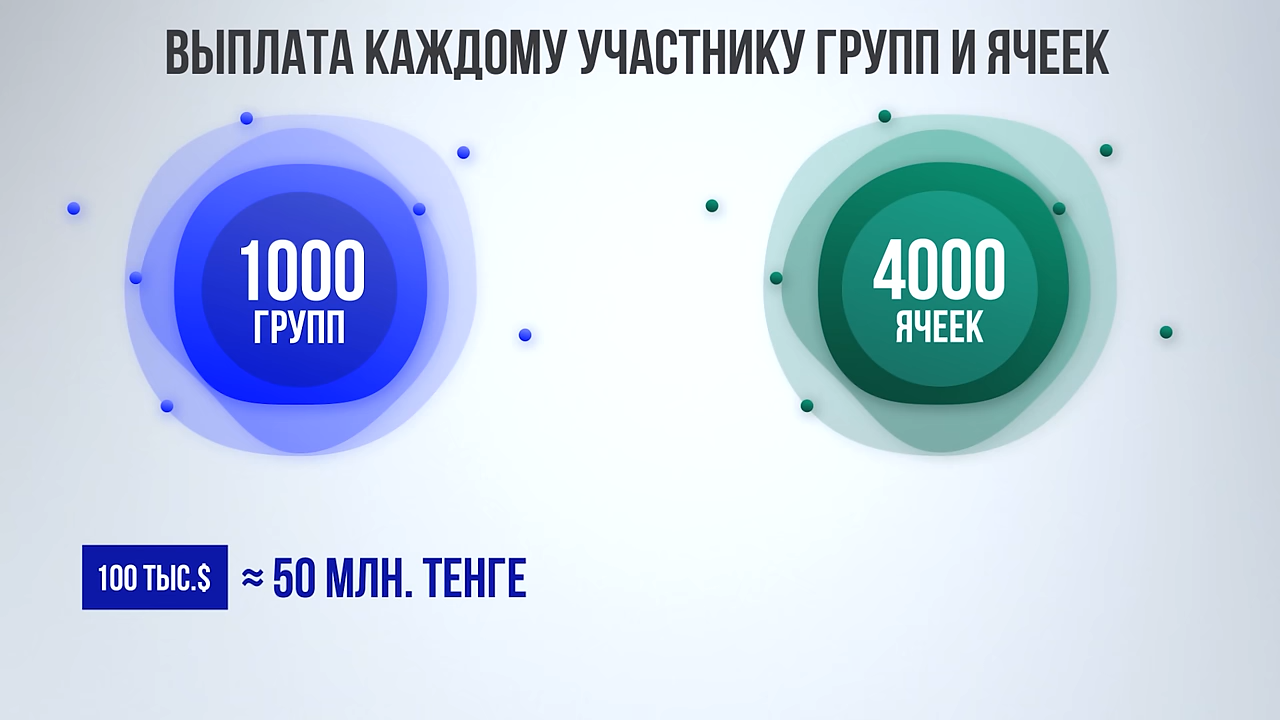 ВЫПЛАТА КАЖДОМУ УЧАСТНИКУ ГРУПП И ЯЧЕЕК
1000
ГРУПП
4000
ЯЧЕЕК
100 ТЫС.$ ≈ 50 МЛН. ТЕНГЕ